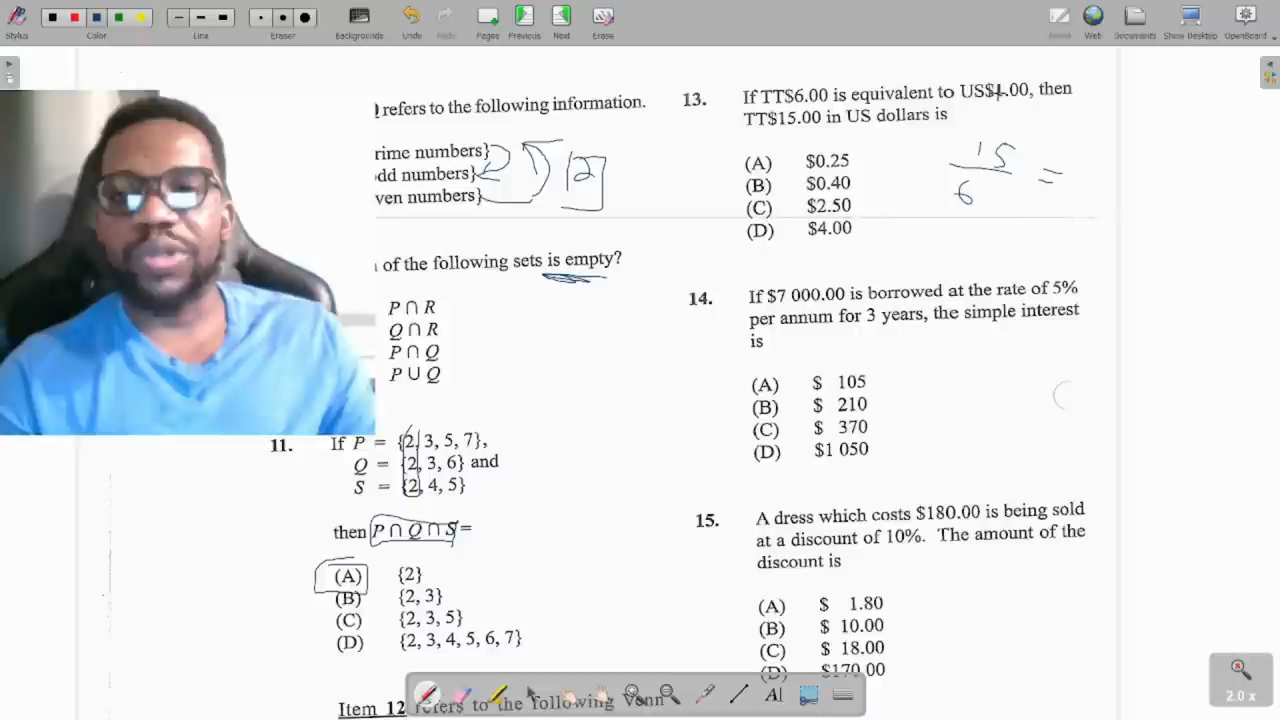 Stylus
Color
Line
Eraser
Backgrounds
Undo
Redo
Pages
Previous
Next
Erase
Board
Web
Documents
Show Desktop
OpenBoard
refers to the following information.
rime numbers}
dd numbers}
ven numbers}
2
of the following sets is empty?
P ∩ R
Q ∩ R
P ∩ Q
P ∪ Q
11. If P = {2, 3, 5, 7},
Q = {2, 3, 6} and
S = {2, 4, 5}
then P ∩ Q ∩ S =
(A) {2}
(B) {2, 3}
(C) {2, 3, 5}
(D) {2, 3, 4, 5, 6, 7}
Item 12 refers to the following Venn
13. If TT$6.00 is equivalent to US$1.00, then
TT$15.00 in US dollars is
(A) $0.25
(B) $0.40
(C) $2.50
(D) $4.00
15
6 =
14. If $7 000.00 is borrowed at the rate of 5%
per annum for 3 years, the simple interest
is
(A) $ 105
(B) $ 210
(C) $ 370
(D) $1 050
15. A dress which costs $180.00 is being sold
at a discount of 10%. The amount of the
discount is
(A) $ 1.80
(B) $ 10.00
(C) $ 18.00
(D) $170.00
2.0 x